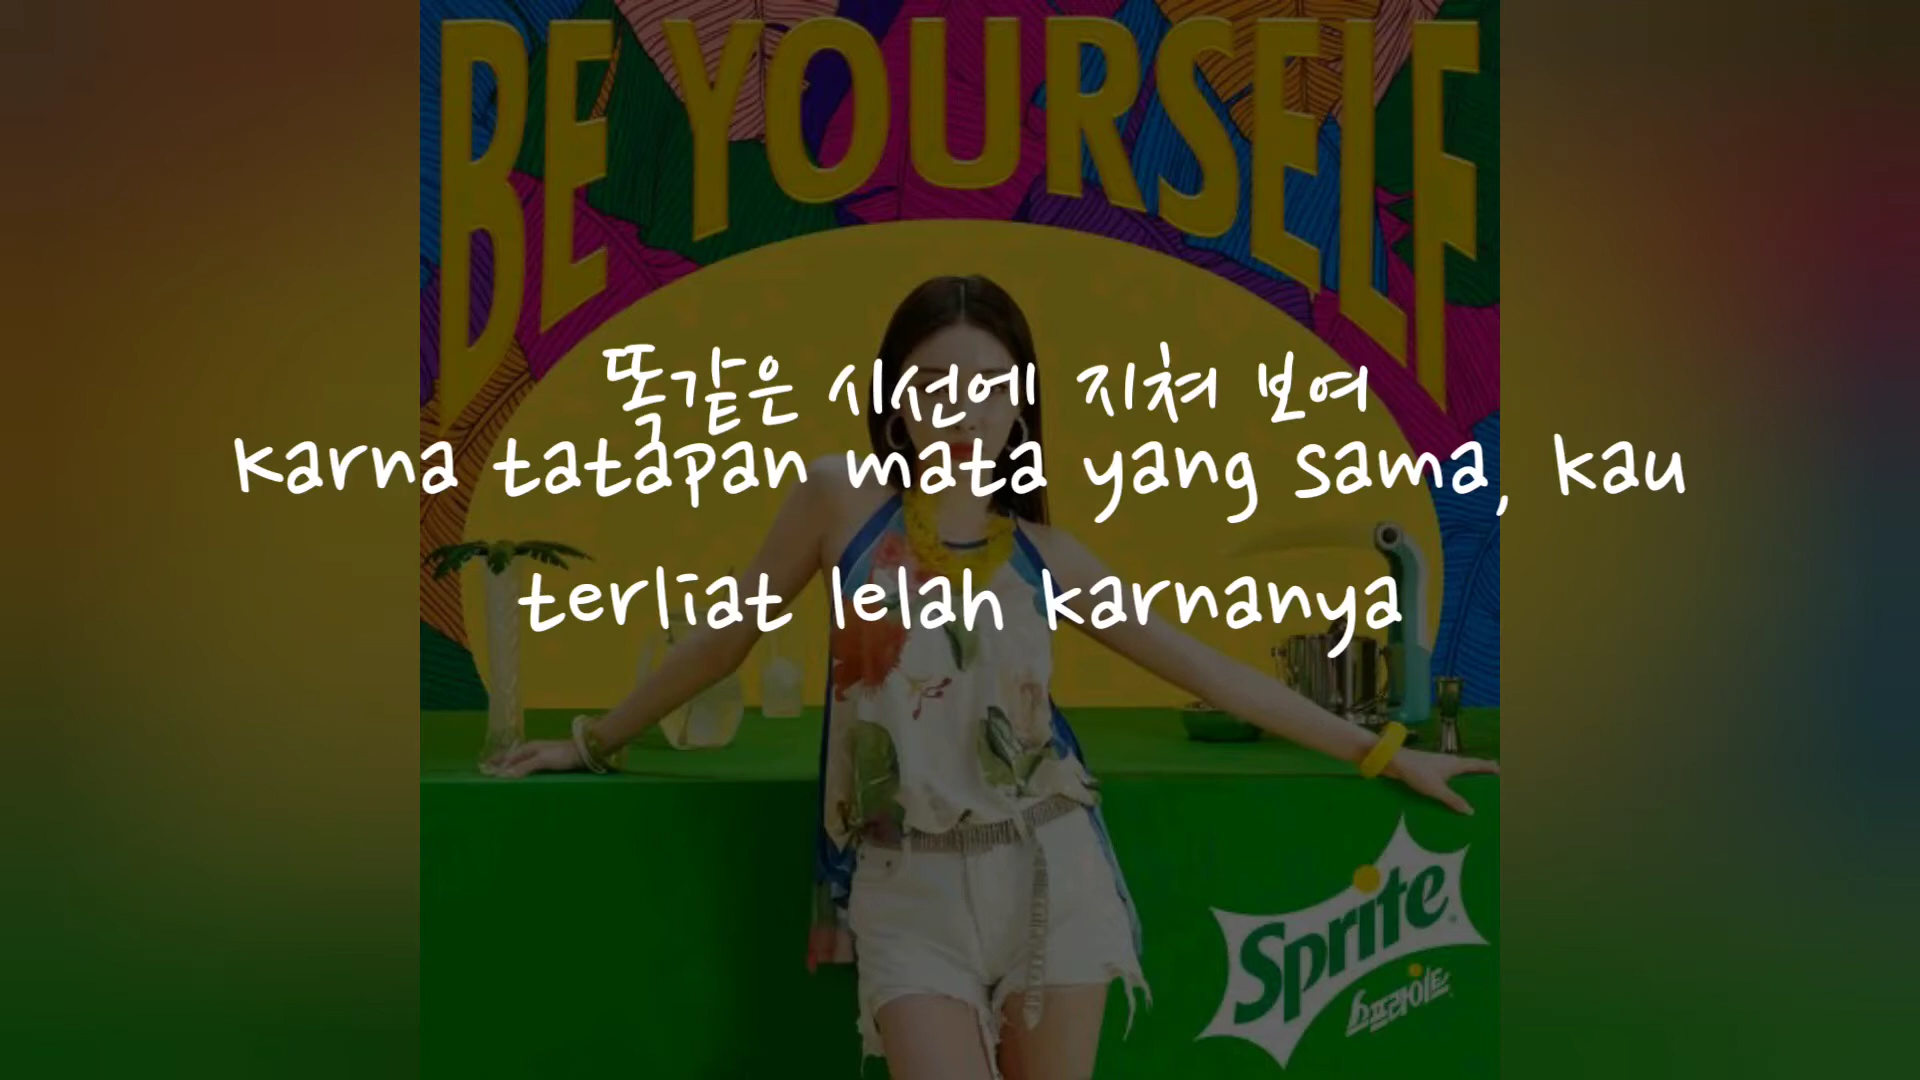 BE YOURSELF
똑같은 시선에 지쳐 보여
karna tatapan mata yang sama, kau
terliat lelah karnanya
Sprite
스프라이트